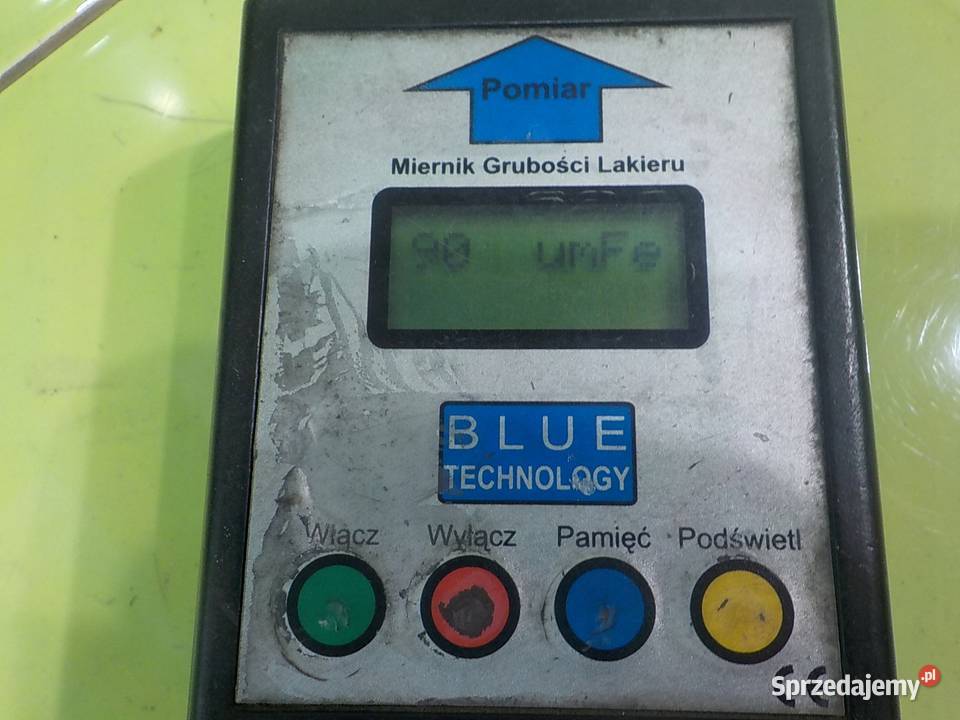 Pomiar
Miernik Grubości Lakieru
90 umFe
BLUE
TECHNOLOGY
Włącz Wyłącz Pamięć Podświetl
CE
Sprzedajemy.pl